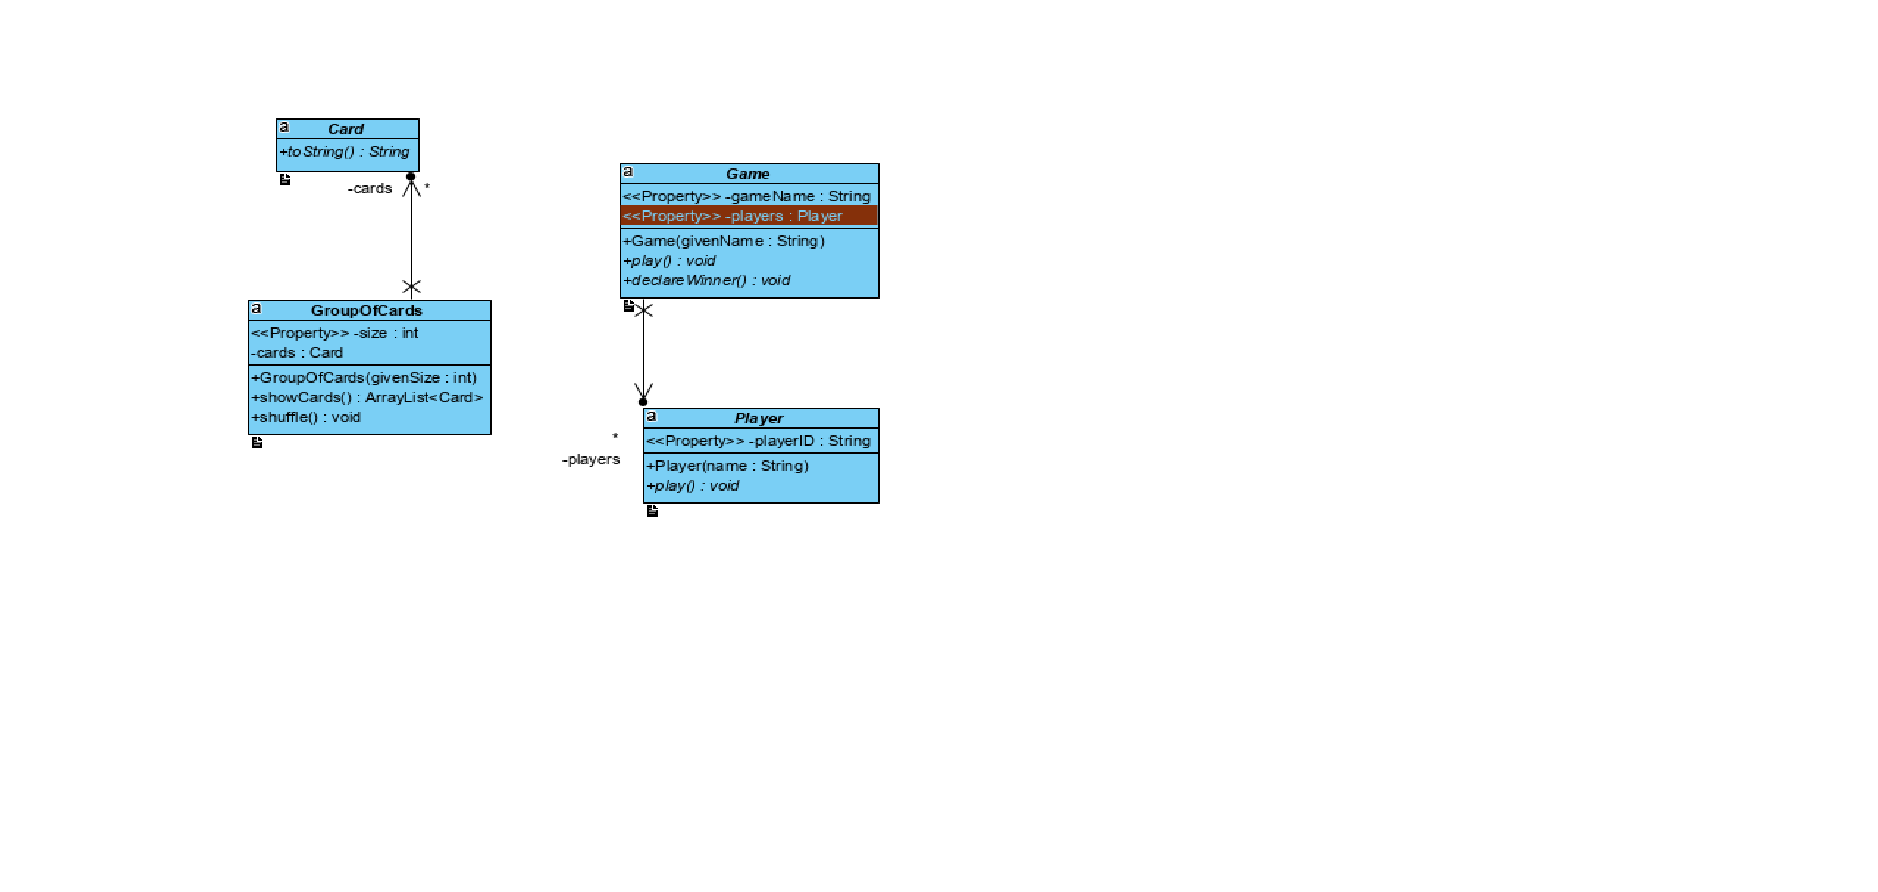 a Card
+toString() : String
-cards *
a GroupOfCards
<<Property>> -size : int
-cards : Card
+GroupOfCards(givenSize : int)
+showCards() : ArrayList<Card>
+shuffle() : void
a Game
<<Property>> -gameName : String
<<Property>> -players : Player
+Game(givenName : String)
+play() : void
+declareWinner() : void
*
-players
a Player
<<Property>> -playerID : String
+Player(name : String)
+play() : void